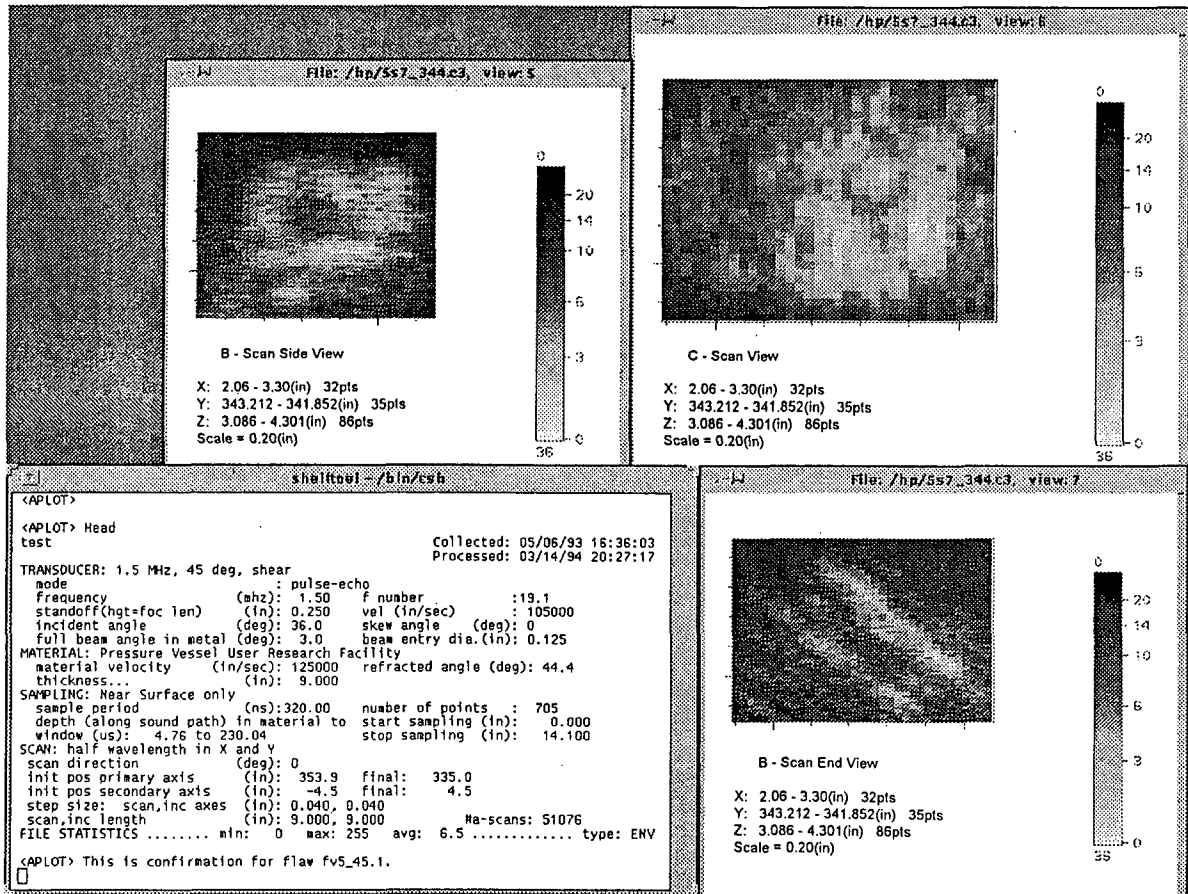 File: /hp/5s7_344.c3, view: 5
0
20
14
10
6
3
0
36
B - Scan Side View
X: 2.06 - 3.30(in) 32pts
Y: 343.212 - 341.852(in) 35pts
Z: 3.086 - 4.301(in) 86pts
Scale = 0.20(in)
File: /hp/5s7_344.c3, view: 6
0
20
14
10
6
3
0
36
C - Scan View
X: 2.06 - 3.30(in) 32pts
Y: 343.212 - 341.852(in) 35pts
Z: 3.086 - 4.301(in) 86pts
Scale = 0.20(in)
shelltool - /bin/csh
<APLOT>
<APLOT> Head
test Collected: 05/06/93 16:36:03
Processed: 03/14/94 20:27:17
TRANSDUCER: 1.5 MHz, 45 deg, shear
mode : pulse-echo
frequency (mhz): 1.50 f number :19.1
standoff(hgt=foc len) (in): 0.250 vel (in/sec) : 105000
incident angle (deg): 36.0 skew angle (deg): 0
full beam angle in metal (deg): 3.0 beam entry dia.(in): 0.125
MATERIAL: Pressure Vessel User Research Facility
material velocity (in/sec): 125000 refracted angle (deg): 44.4
thickness... (in): 9.000
SAMPLING: Near Surface only
sample period (ns):320.00 number of points : 705
depth (along sound path) in material to start sampling (in): 0.000
window (us): 4.76 to 230.04 stop sampling (in): 14.100
SCAN: half wavelength in X and Y
scan direction (deg): 0
init pos primary axis (in): 353.9 final: 335.0
init pos secondary axis (in): -4.5 final: 4.5
step size: scan,inc axes (in): 0.040, 0.040
scan,inc length (in): 9.000, 9.000 #a-scans: 51076
FILE STATISTICS ........ min: 0 max: 255 avg: 6.5 ............. type: ENV
<APLOT> This is confirmation for flaw fv5_45.1.
File: /hp/5s7_344.c3, view: 7
0
20
14
10
6
3
0
36
B - Scan End View
X: 2.06 - 3.30(in) 32pts
Y: 343.212 - 341.852(in) 35pts
Z: 3.086 - 4.301(in) 86pts
Scale = 0.20(in)